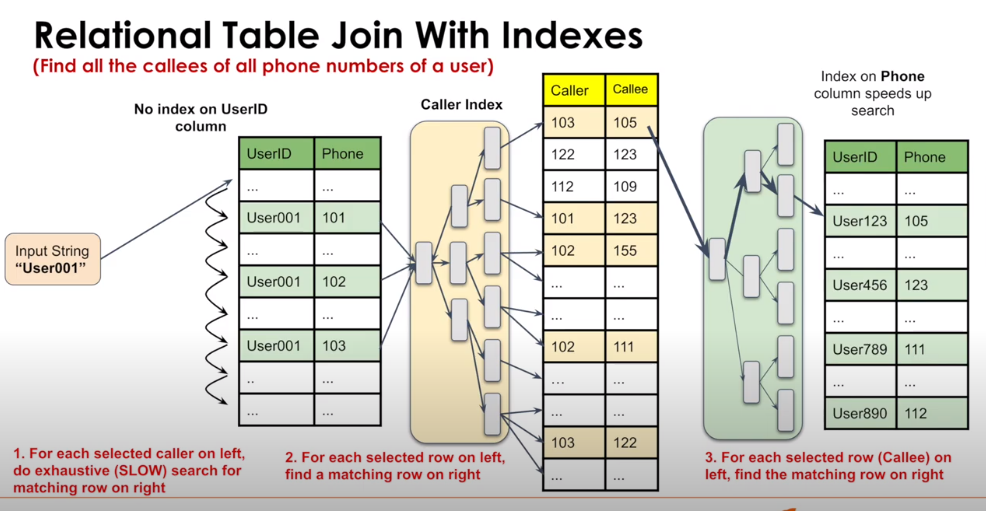 Relational Table Join With Indexes
(Find all the callees of all phone numbers of a user)
No index on UserID
column
UserID Phone
... ...
User001 101
... ...
User001 102
... ...
User001 103
.. ...
... ...
Input String
“User001”
Caller Index
Caller Callee
103 105
122 123
112 109
101 123
102 155
... ...
... ...
102 111
... ...
... ...
103 122
... ...
Index on Phone
column speeds up
search
UserID Phone
... ...
User123 105
... ...
User456 123
... ...
User789 111
... ...
User890 112
1. For each selected caller on left,
do exhaustive (SLOW) search for
matching row on right
2. For each selected row on left,
find a matching row on right
3. For each selected row (Callee) on
left, find the matching row on right